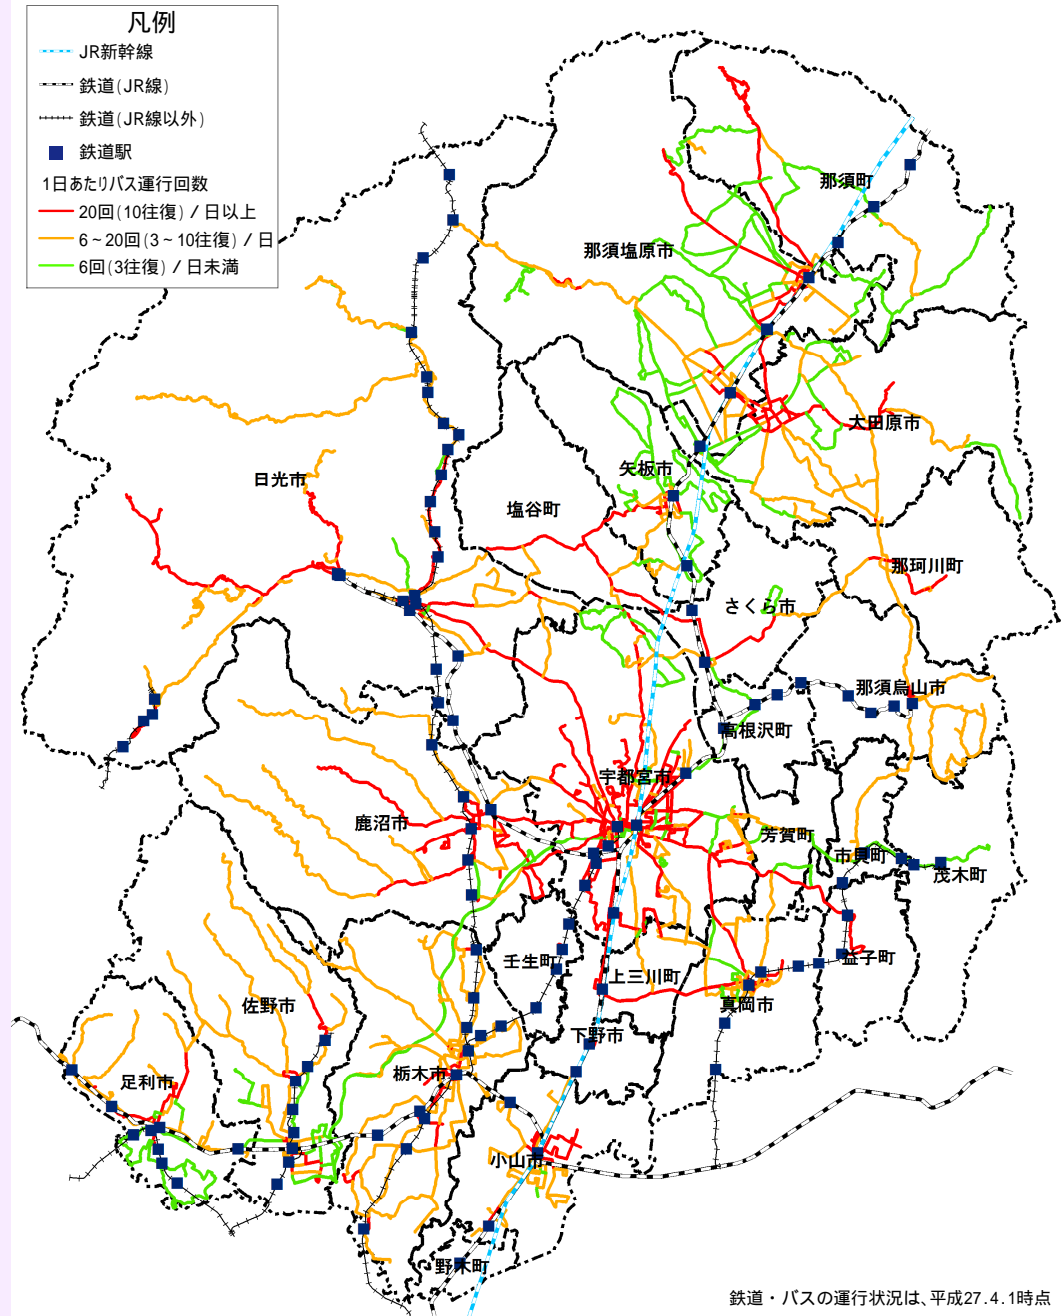 凡例
JR新幹線
鉄道(JR線)
鉄道(JR線以外)
鉄道駅
1日あたりバス運行回数
20回(10往復) / 日以上
6~20回(3~10往復) / 日
6回(3往復) / 日未満
那須町
那須塩原市
大田原市
矢板市
日光市
塩谷町
那珂川町
さくら市
那須烏山市
高根沢町
宇都宮市
鹿沼市
芳賀町
市貝町
茂木町
壬生町
益子町
上三川町
佐野市
真岡市
下野市
栃木市
足利市
小山市
野木町
鉄道・バスの運行状況は、平成27.4.1時点